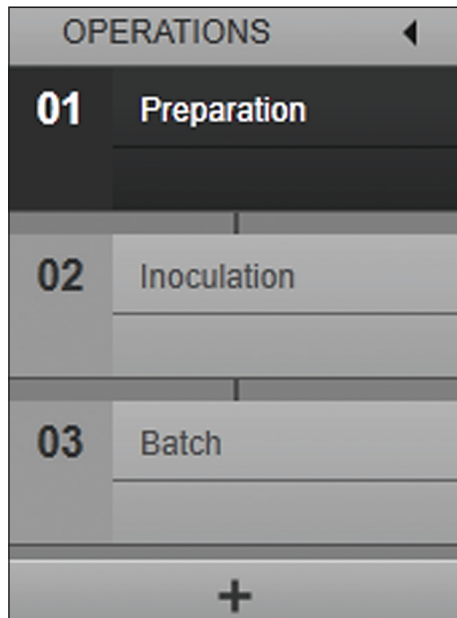 OPERATIONS
01 Preparation
02 Inoculation
03 Batch
+